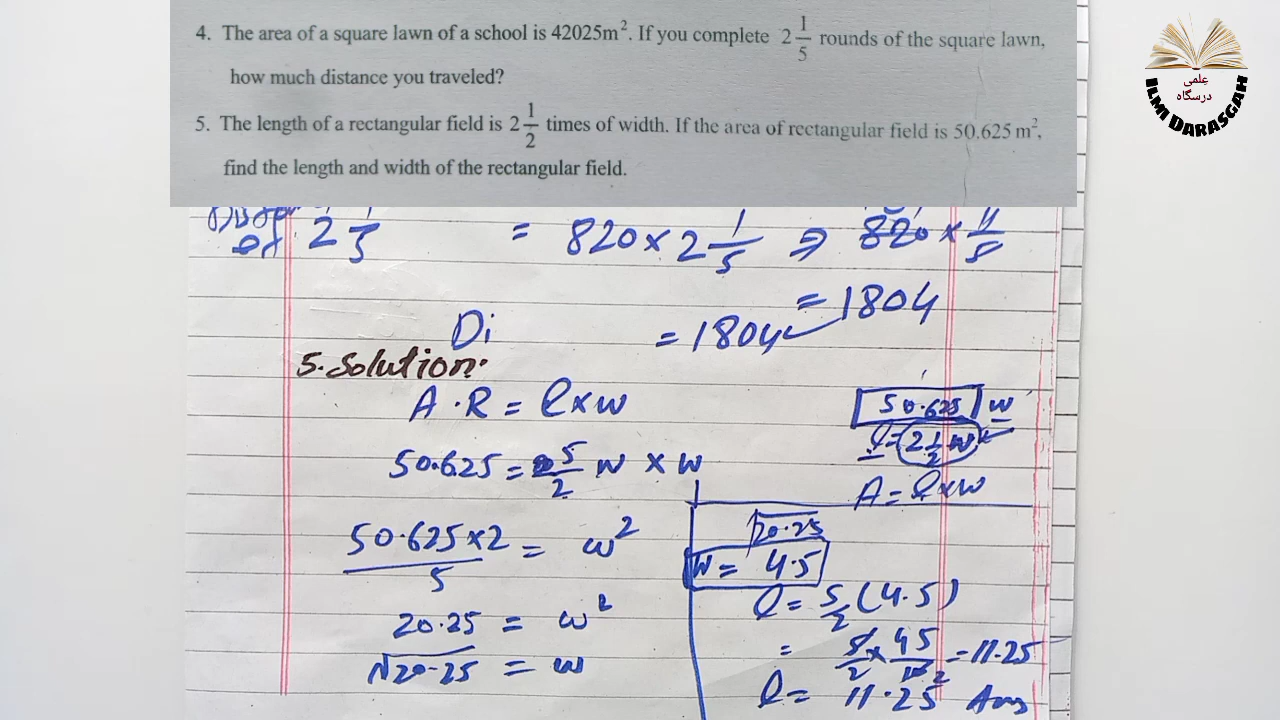 4. The area of a square lawn of a school is 42025m². If you complete 2 1/5 rounds of the square lawn,
how much distance you traveled?
5. The length of a rectangular field is 2 1/2 times of width. If the area of rectangular field is 50.625 m²,
find the length and width of the rectangular field.
علمی
درسگاه
ILM DARASGAH
2 1/5 = 820 × 2 1/5 ⇒ 820 × 11/5
= 1804
Di = 1804
5. Solution:
A.R = l×w
50.625 = 5/2 w × w
50.625×2/5 = w²
20.25 = w²
√20.25 = w
50.625 w
l = 2 1/2 w
A = l×w
√20.25
w = 4.5
l = 5/2 (4.5)
= 5/2 × 45/10 2 = 11.25
l = 11.25 Ans